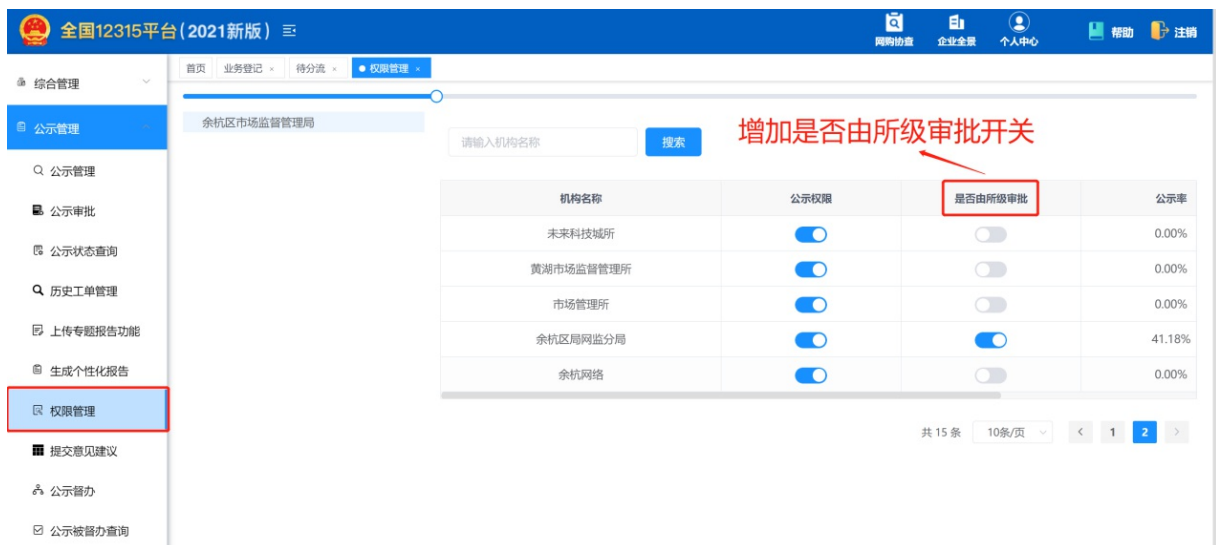 全国12315平台(2021新版)
网购协查 企业全景 个人中心 帮助 注销
综合管理
公示管理
公示管理
公示审批
公示状态查询
历史工单管理
上传专题报告功能
生成个性化报告
权限管理
提交意见建议
公示督办
公示被督办查询
首页 业务登记 × 待分流 × ● 权限管理 ×
余杭区市场监督管理局
请输入机构名称 搜索
增加是否由所级审批开关
机构名称 公示权限 是否由所级审批 公示率
未来科技城所 0.00%
黄湖市场监督管理所 0.00%
市场管理所 0.00%
余杭区局网监分局 41.18%
余杭网络 0.00%
共 15 条 10条/页 < 1 2 >